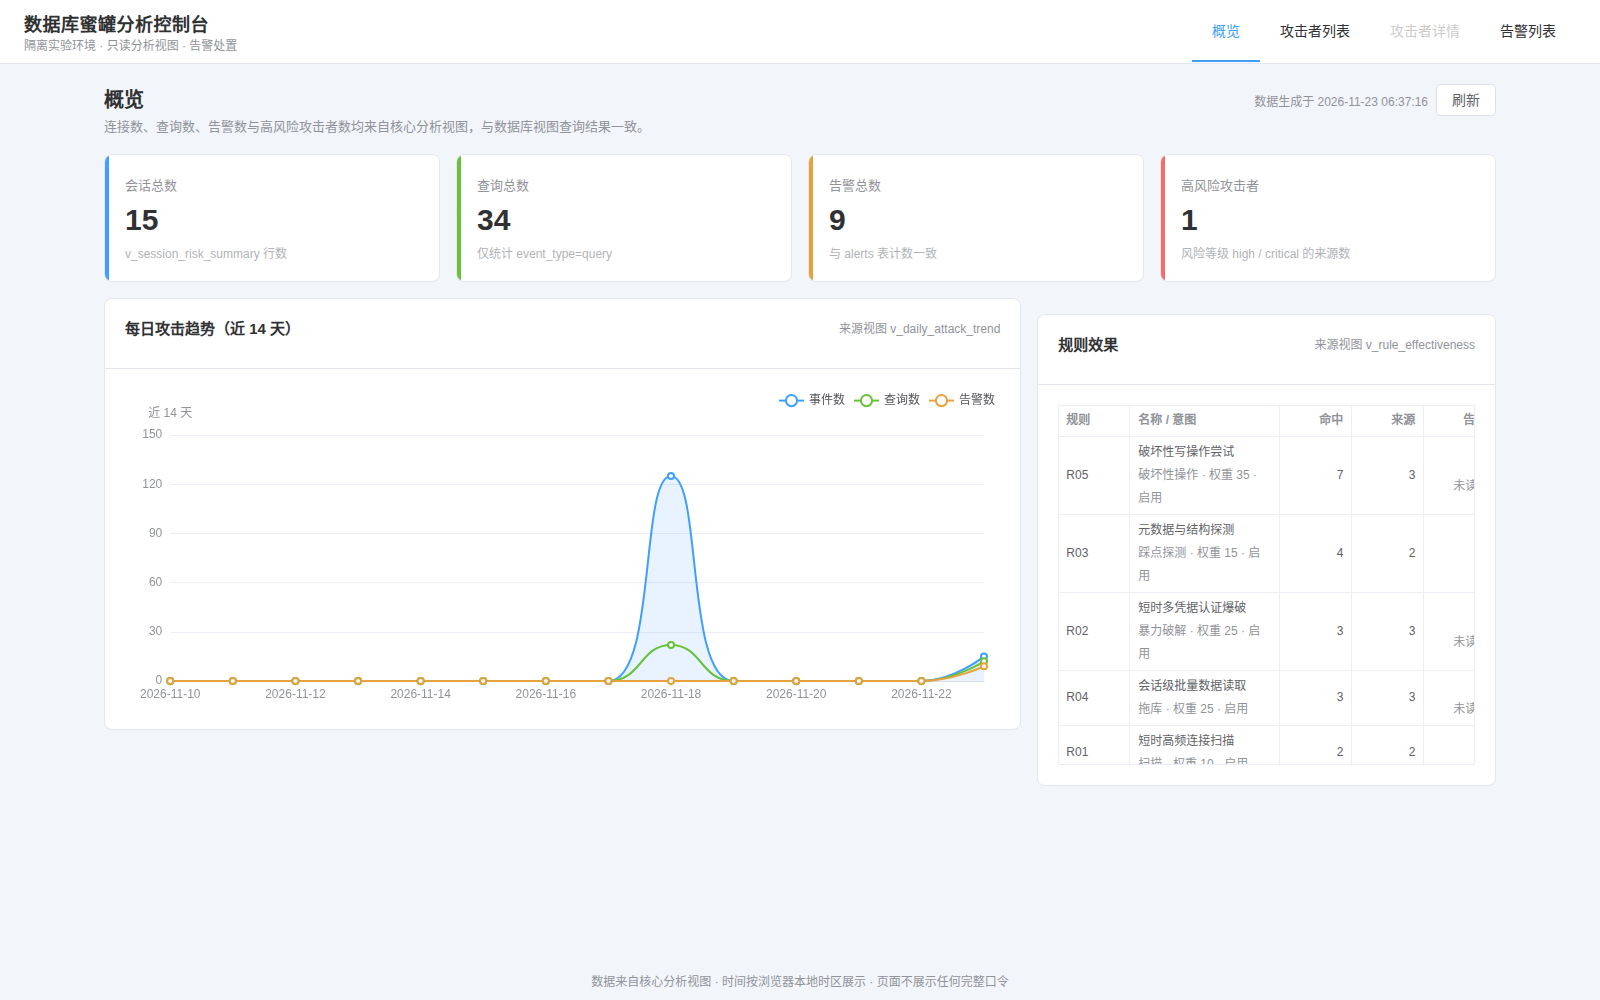 数据库蜜罐分析控制台
隔离实验环境 · 只读分析视图 · 告警处置
概览
攻击者列表
攻击者详情
告警列表
概览
数据生成于 2026-11-23 06:37:16
刷新
连接数、查询数、告警数与高风险攻击者数均来自核心分析视图，与数据库视图查询结果一致。
会话总数
15
v_session_risk_summary 行数
查询总数
34
仅统计 event_type=query
告警总数
9
与 alerts 表计数一致
高风险攻击者
1
风险等级 high / critical 的来源数
每日攻击趋势（近 14 天）
来源视图 v_daily_attack_trend
事件数
查询数
告警数
近 14 天
150
120
90
60
30
0
2026-11-10
2026-11-12
2026-11-14
2026-11-16
2026-11-18
2026-11-20
2026-11-22
规则效果
来源视图 v_rule_effectiveness
规则
名称 / 意图
命中
来源
告
R05
破坏性写操作尝试
破坏性操作 · 权重 35 ·
启用
7
3
未读
R03
元数据与结构探测
踩点探测 · 权重 15 · 启
用
4
2
R02
短时多凭据认证爆破
暴力破解 · 权重 25 · 启
用
3
3
未读
R04
会话级批量数据读取
拖库 · 权重 25 · 启用
3
3
未读
R01
短时高频连接扫描
扫描 · 权重 10 · 启用
2
2
数据来自核心分析视图 · 时间按浏览器本地时区展示 · 页面不展示任何完整口令